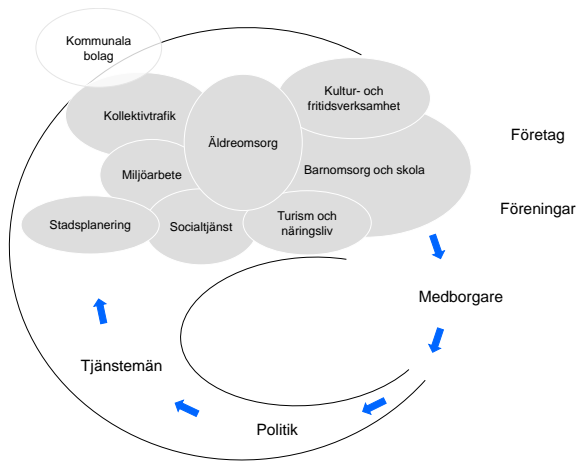 Kommunala
bolag
Kultur- och
fritidsverksamhet
Kollektivtrafik
Äldreomsorg
Företag
Barnomsorg och skola
Miljöarbete
Föreningar
Stadsplanering
Socialtjänst
Turism och
näringsliv
Medborgare
Tjänstemän
Politik